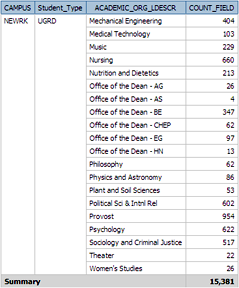 CAMPUS Student_Type ACADEMIC_ORG_LDESCR COUNT_FIELD
NEWRK UGRD Mechanical Engineering 404
Medical Technology 103
Music 229
Nursing 660
Nutrition and Dietetics 213
Office of the Dean - AG 26
Office of the Dean - AS 4
Office of the Dean - BE 347
Office of the Dean - CHEP 62
Office of the Dean - EG 97
Office of the Dean - HN 13
Philosophy 62
Physics and Astronomy 86
Plant and Soil Sciences 53
Political Sci & Intnl Rel 602
Provost 954
Psychology 622
Sociology and Criminal Justice 517
Theater 22
Women's Studies 26
Summary 15,381